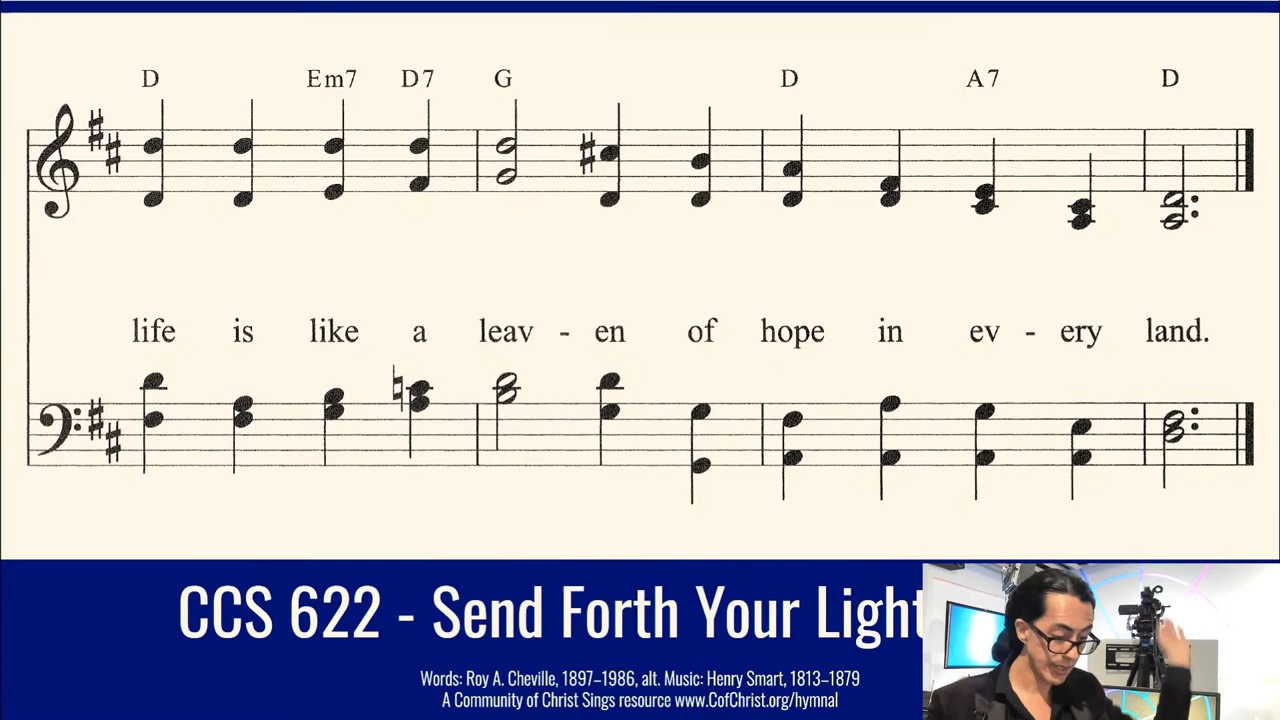 D Em7 D7 G D A7 D
life is like a leav - en of hope in ev - ery land.
CCS 622 - Send Forth Your Light
Words: Roy A. Cheville, 1897–1986, alt. Music: Henry Smart, 1813–1879
A Community of Christ Sings resource www.CofChrist.org/hymnal